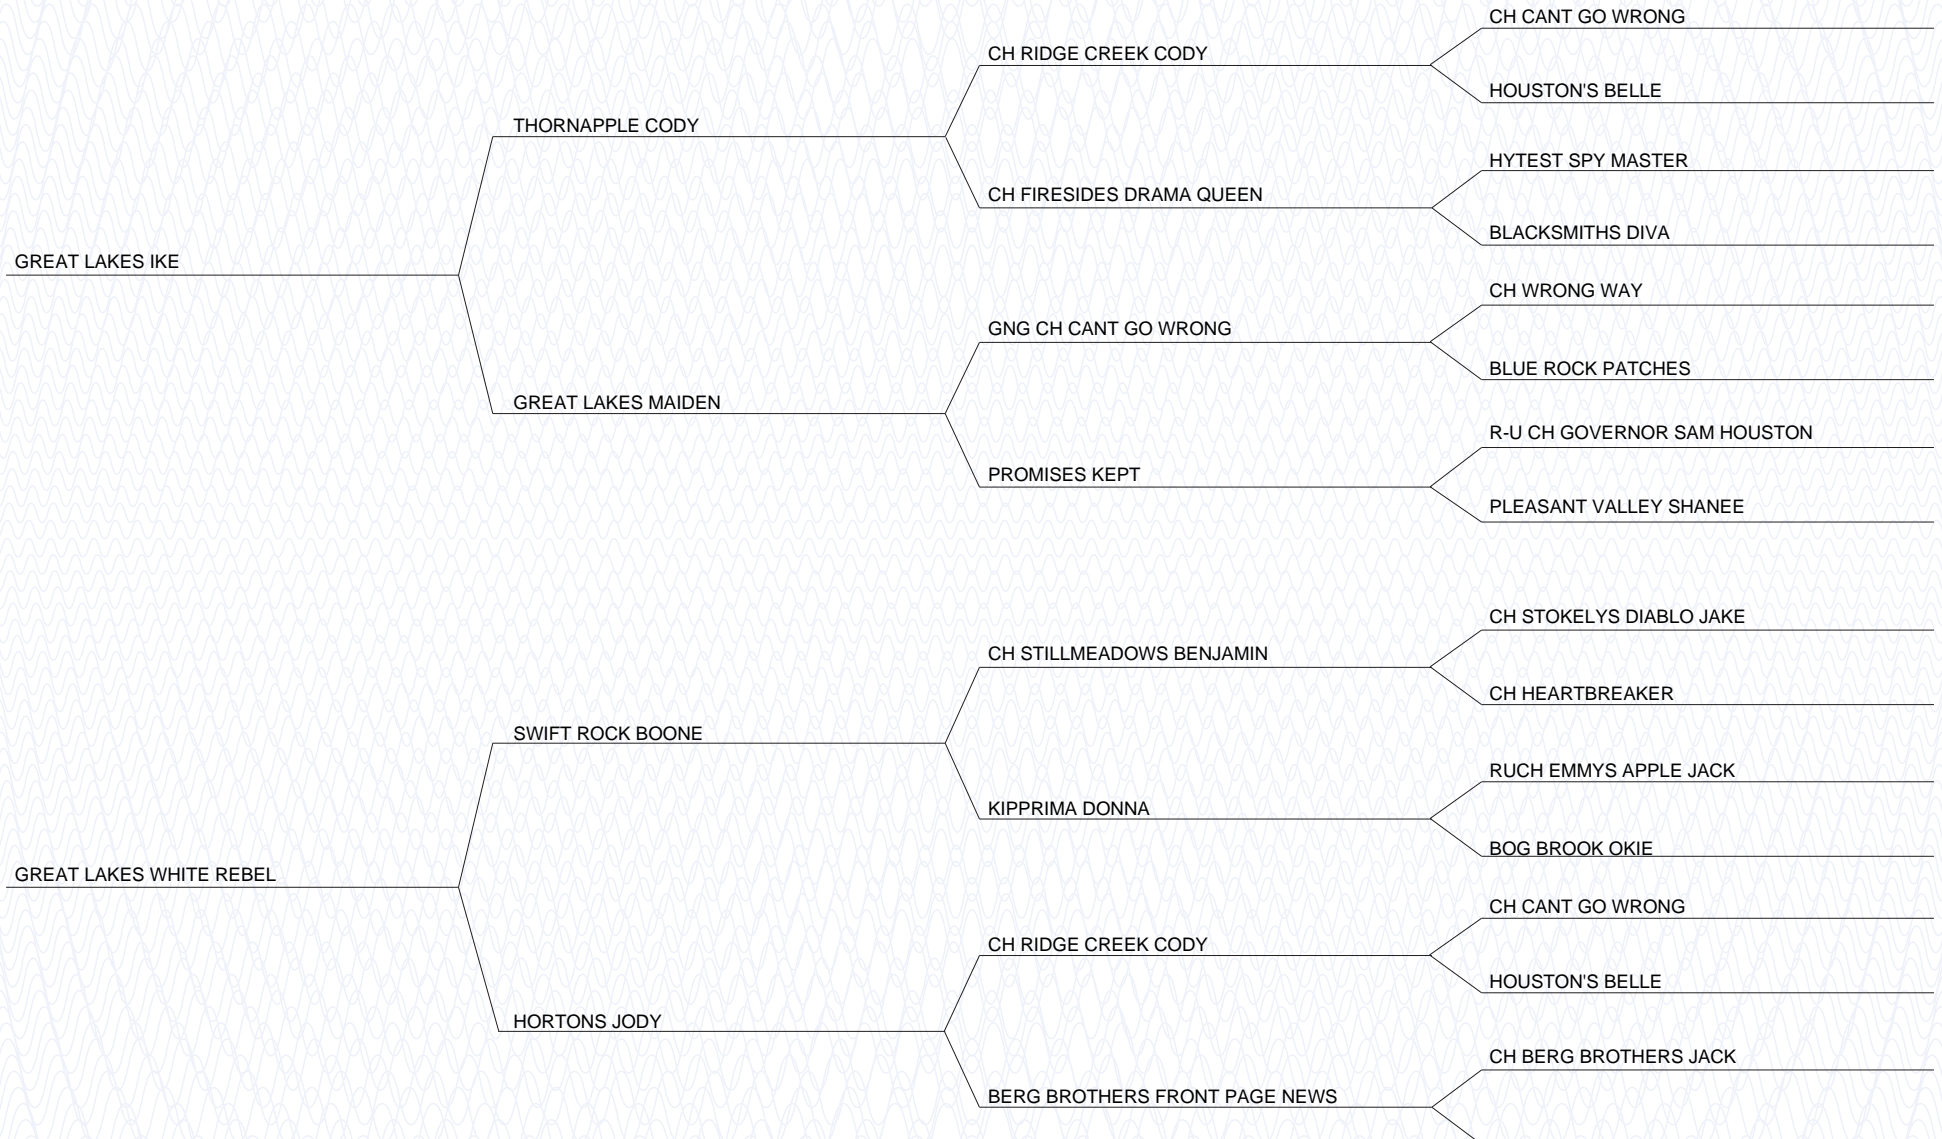 CH CANT GO WRONG
CH RIDGE CREEK CODY
HOUSTON'S BELLE
THORNAPPLE CODY
HYTEST SPY MASTER
CH FIRESIDES DRAMA QUEEN
BLACKSMITHS DIVA
GREAT LAKES IKE
CH WRONG WAY
GNG CH CANT GO WRONG
BLUE ROCK PATCHES
GREAT LAKES MAIDEN
R-U CH GOVERNOR SAM HOUSTON
PROMISES KEPT
PLEASANT VALLEY SHANEE
CH STOKELYS DIABLO JAKE
CH STILLMEADOWS BENJAMIN
CH HEARTBREAKER
SWIFT ROCK BOONE
RUCH EMMYS APPLE JACK
KIPPRIMA DONNA
BOG BROOK OKIE
GREAT LAKES WHITE REBEL
CH CANT GO WRONG
CH RIDGE CREEK CODY
HOUSTON'S BELLE
HORTONS JODY
CH BERG BROTHERS JACK
BERG BROTHERS FRONT PAGE NEWS